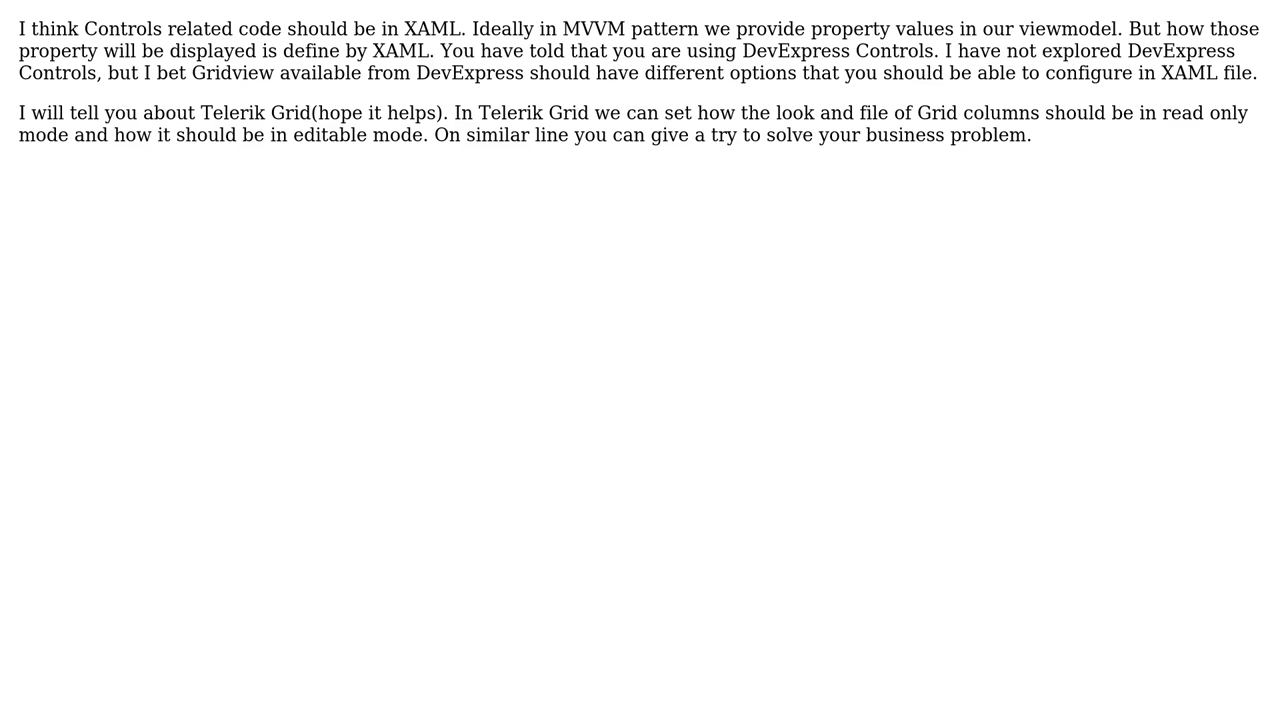 I think Controls related code should be in XAML. Ideally in MVVM pattern we provide property values in our viewmodel. But how those
property will be displayed is define by XAML. You have told that you are using DevExpress Controls. I have not explored DevExpress
Controls, but I bet Gridview available from DevExpress should have different options that you should be able to configure in XAML file.
I will tell you about Telerik Grid(hope it helps). In Telerik Grid we can set how the look and file of Grid columns should be in read only
mode and how it should be in editable mode. On similar line you can give a try to solve your business problem.